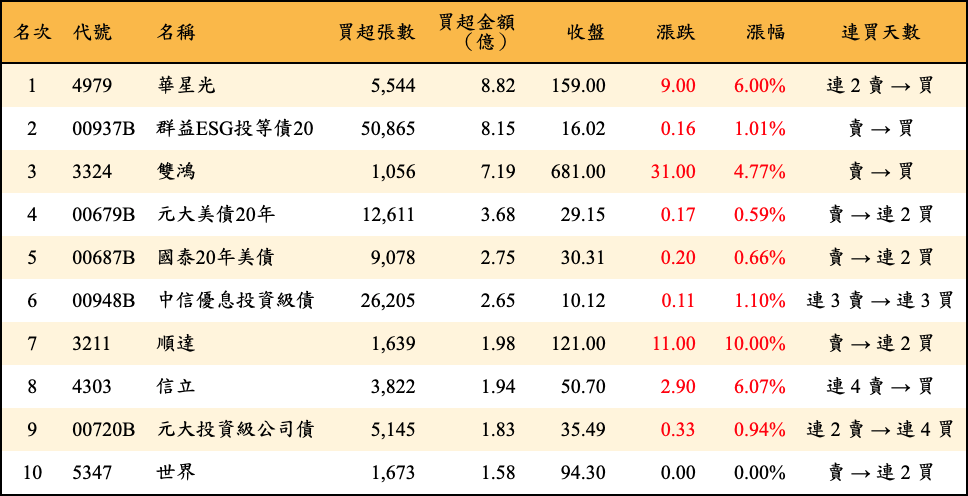 名次 代號 名稱 買超張數 買超金額（億） 收盤 漲跌 漲幅 連買天數
1 4979 華星光 5,544 8.82 159.00 9.00 6.00% 連 2 賣 → 買
2 00937B 群益ESG投等債20 50,865 8.15 16.02 0.16 1.01% 賣 → 買
3 3324 雙鴻 1,056 7.19 681.00 31.00 4.77% 賣 → 買
4 00679B 元大美債20年 12,611 3.68 29.15 0.17 0.59% 賣 → 連 2 買
5 00687B 國泰20年美債 9,078 2.75 30.31 0.20 0.66% 賣 → 連 2 買
6 00948B 中信優息投資級債 26,205 2.65 10.12 0.11 1.10% 連 3 賣 → 連 3 買
7 3211 順達 1,639 1.98 121.00 11.00 10.00% 賣 → 連 2 買
8 4303 信立 3,822 1.94 50.70 2.90 6.07% 連 4 賣 → 買
9 00720B 元大投資級公司債 5,145 1.83 35.49 0.33 0.94% 連 2 賣 → 連 4 買
10 5347 世界 1,673 1.58 94.30 0.00 0.00% 賣 → 連 2 買